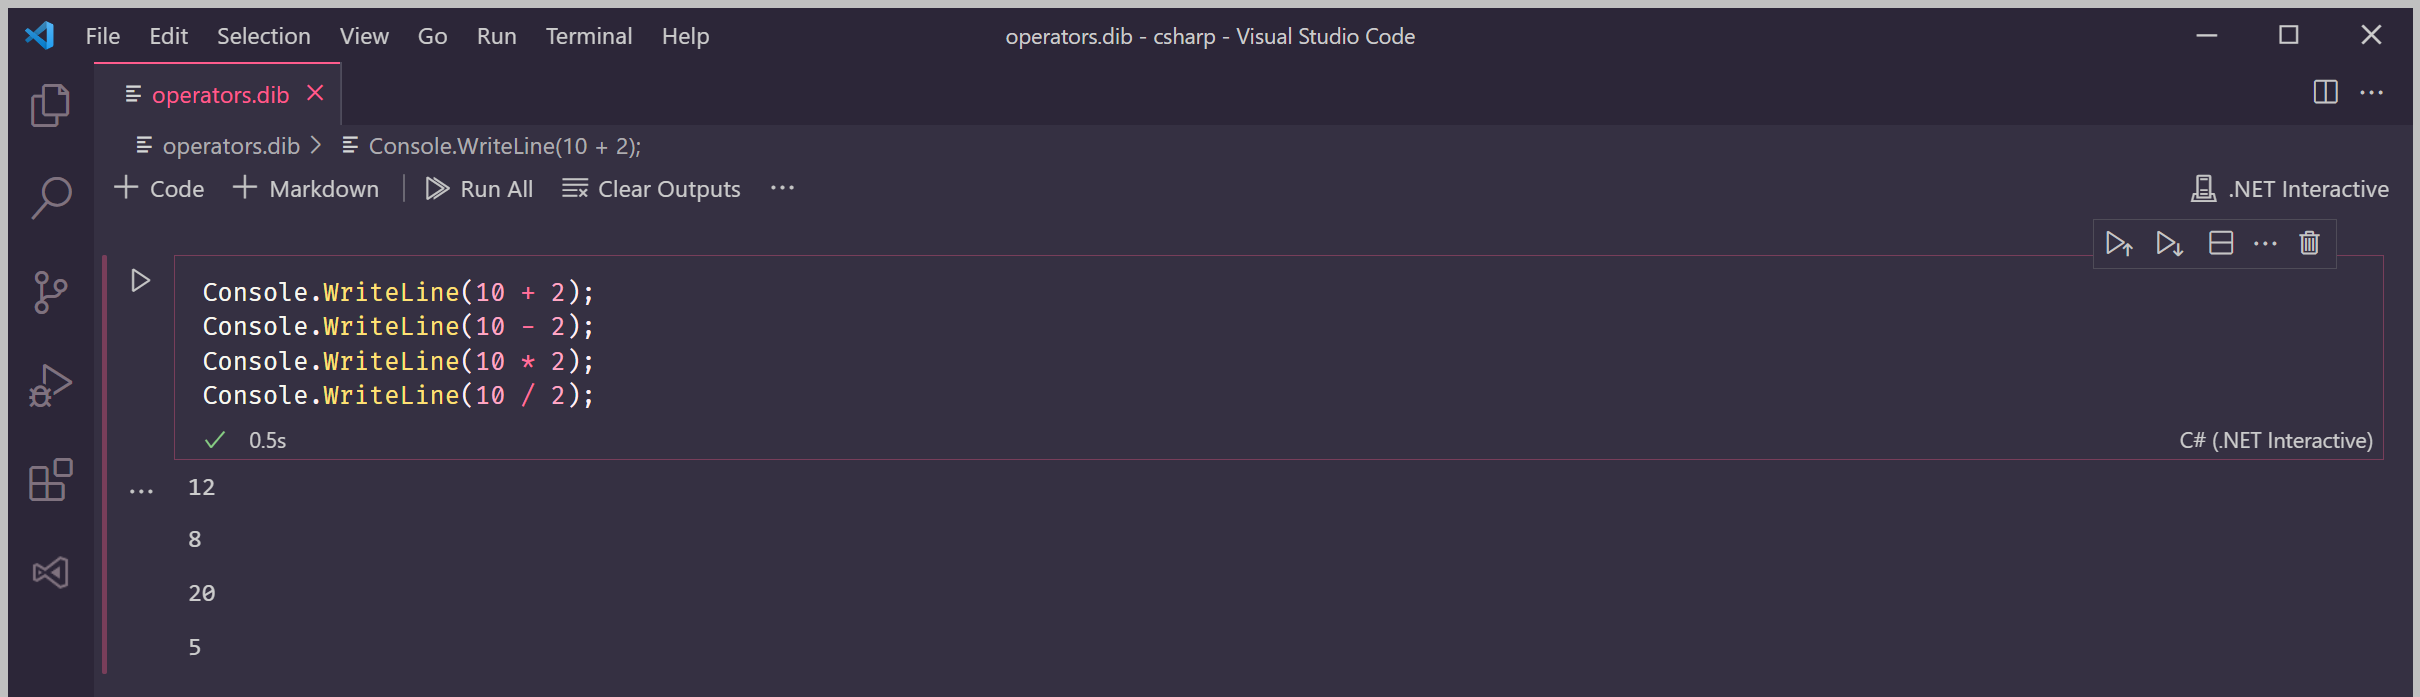 File Edit Selection View Go Run Terminal Help operators.dib - csharp - Visual Studio Code
operators.dib
operators.dib Console.WriteLine(10 + 2);
Code Markdown Run All Clear Outputs .NET Interactive
Console.WriteLine(10 + 2);
Console.WriteLine(10 - 2);
Console.WriteLine(10 * 2);
Console.WriteLine(10 / 2);
0.5s C# (.NET Interactive)
12
8
20
5